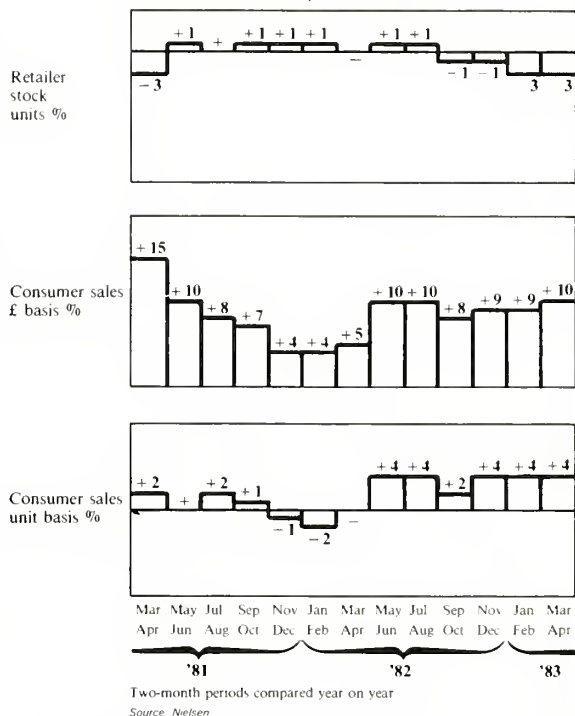 + 1 + + 1 + 1 + 1 – + 1 + 1
Retailer
stock
units %
– 3 – 1 – 1 3 3
+ 15
+ 10 + 8 + 7 + 4 + 4 + 5 + 10 + 10 + 8 + 9 + 9 + 10
Consumer sales
£ basis %
+ 2 + + 2 + 1 – 1 – 2 – + 4 + 4 + 2 + 4 + 4 + 4
Consumer sales
unit basis %
Mar May Jul Sep Nov Jan Mar May Jul Sep Nov Jan Mar
Apr Jun Aug Oct Dec Feb Apr Jun Aug Oct Dec Feb Apr
'81 '82 '83
Two-month periods compared year on year
Source Nielsen